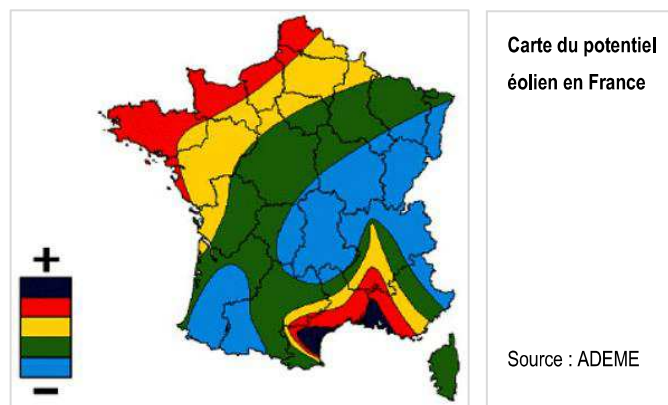 Carte du potentiel
éolien en France
+
−
Source : ADEME